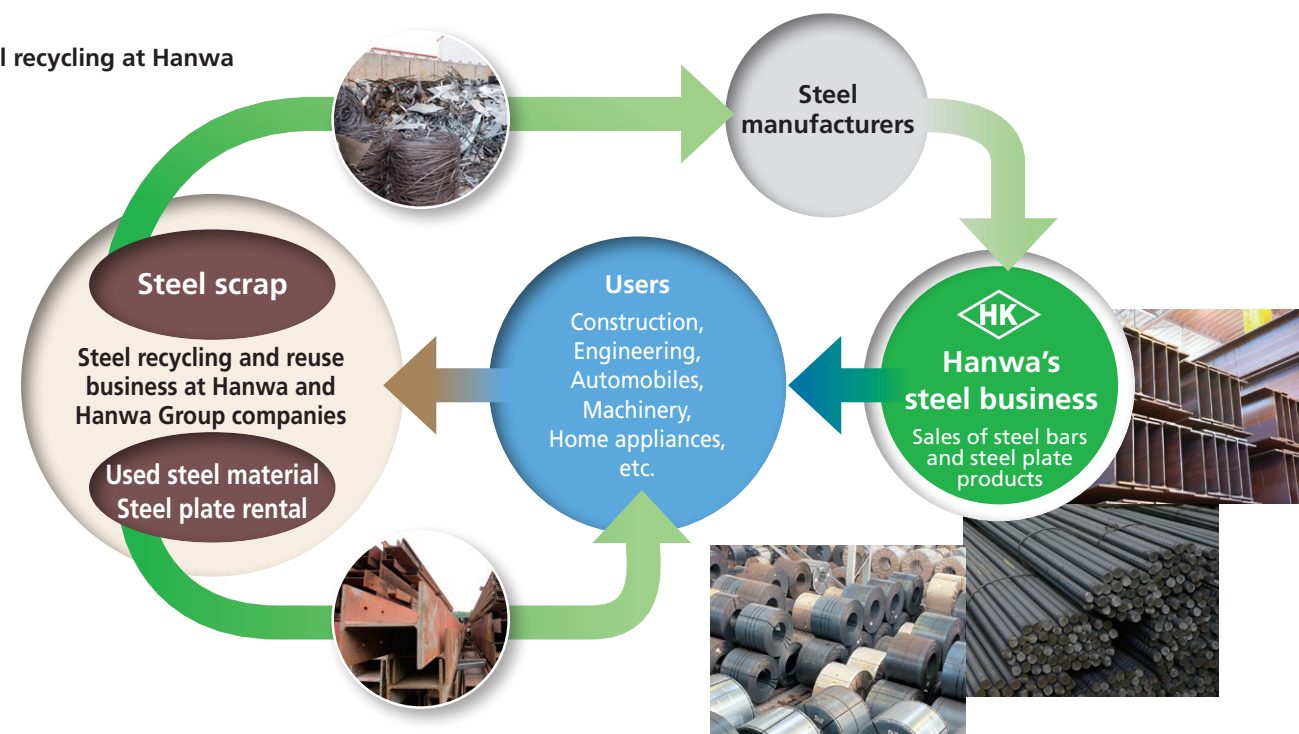 l recycling at Hanwa
Steel
manufacturers
Steel scrap
Steel recycling and reuse
business at Hanwa and
Hanwa Group companies
Used steel material
Steel plate rental
Users
Construction,
Engineering,
Automobiles,
Machinery,
Home appliances,
etc.
HK
Hanwa’s
steel business
Sales of steel bars
and steel plate
products